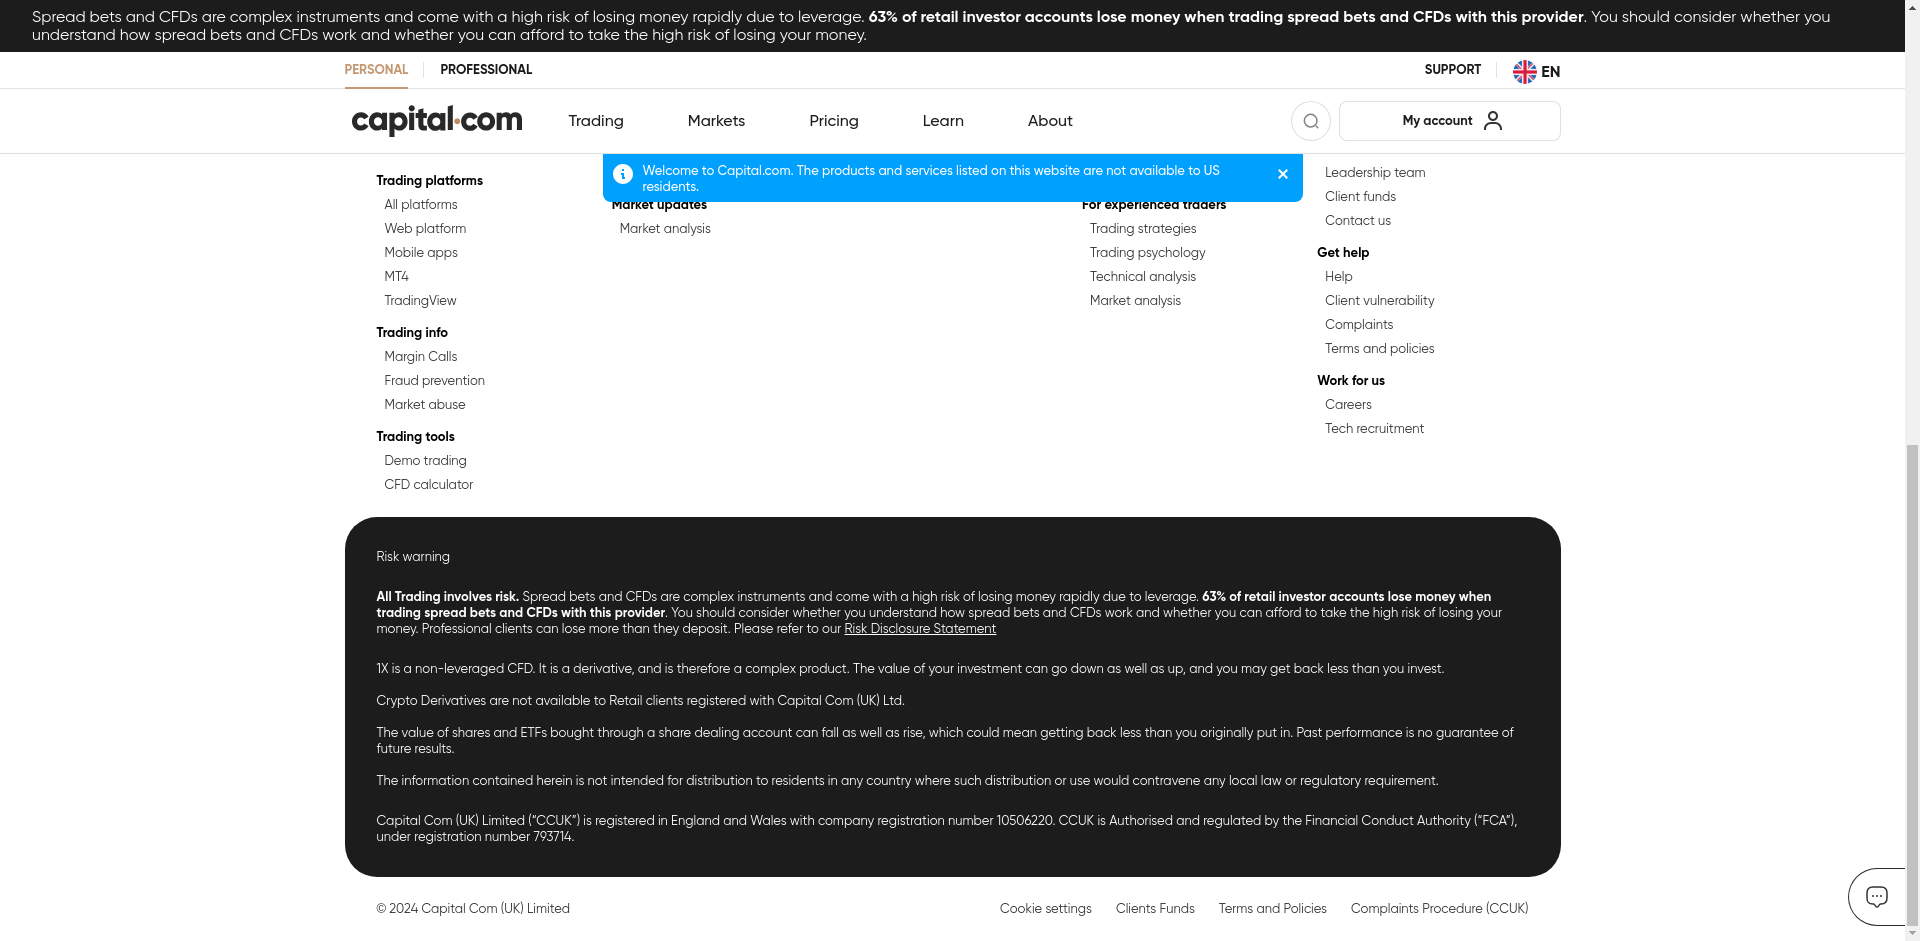 Spread bets and CFDs are complex instruments and come with a high risk of losing money rapidly due to leverage. 63% of retail investor accounts lose money when trading spread bets and CFDs with this provider. You should consider whether you
understand how spread bets and CFDs work and whether you can afford to take the high risk of losing your money.
PERSONAL
PROFESSIONAL
SUPPORT
EN
capital.com
Trading
Markets
Pricing
Learn
About
My account
Welcome to Capital.com. The products and services listed on this website are not available to US
residents.
Trading platforms
All platforms
Web platform
Mobile apps
MT4
TradingView
Trading info
Margin Calls
Fraud prevention
Market abuse
Trading tools
Demo trading
CFD calculator
Market updates
Market analysis
For experienced traders
Trading strategies
Trading psychology
Technical analysis
Market analysis
Leadership team
Client funds
Contact us
Get help
Help
Client vulnerability
Complaints
Terms and policies
Work for us
Careers
Tech recruitment
Risk warning
All Trading involves risk. Spread bets and CFDs are complex instruments and come with a high risk of losing money rapidly due to leverage. 63% of retail investor accounts lose money when
trading spread bets and CFDs with this provider. You should consider whether you understand how spread bets and CFDs work and whether you can afford to take the high risk of losing your
money. Professional clients can lose more than they deposit. Please refer to our Risk Disclosure Statement
1X is a non-leveraged CFD. It is a derivative, and is therefore a complex product. The value of your investment can go down as well as up, and you may get back less than you invest.
Crypto Derivatives are not available to Retail clients registered with Capital Com (UK) Ltd.
The value of shares and ETFs bought through a share dealing account can fall as well as rise, which could mean getting back less than you originally put in. Past performance is no guarantee of
future results.
The information contained herein is not intended for distribution to residents in any country where such distribution or use would contravene any local law or regulatory requirement.
Capital Com (UK) Limited (“CCUK”) is registered in England and Wales with company registration number 10506220. CCUK is Authorised and regulated by the Financial Conduct Authority (“FCA”),
under registration number 793714.
© 2024 Capital Com (UK) Limited
Cookie settings
Clients Funds
Terms and Policies
Complaints Procedure (CCUK)